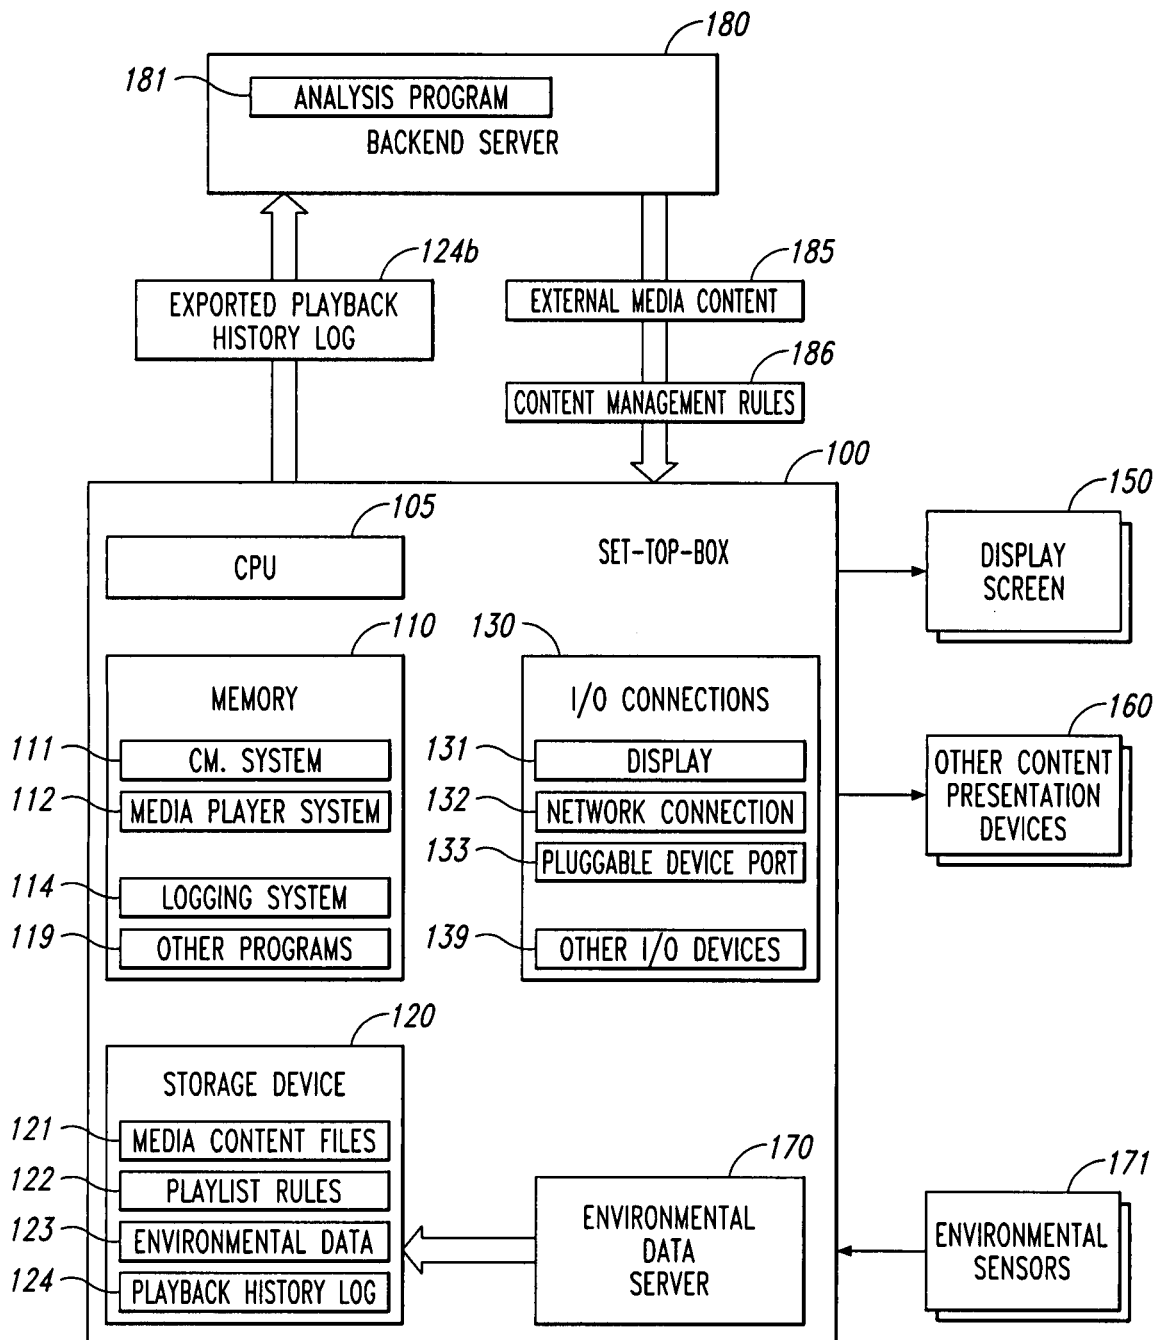 180
181
ANALYSIS PROGRAM
BACKEND SERVER
124b
185
EXPORTED PLAYBACK
HISTORY LOG
EXTERNAL MEDIA CONTENT
186
CONTENT MANAGEMENT RULES
100
105
150
CPU
SET-TOP-BOX
DISPLAY
SCREEN
110
130
MEMORY
I/O CONNECTIONS
160
111
CM. SYSTEM
131
DISPLAY
OTHER CONTENT
PRESENTATION
DEVICES
112
MEDIA PLAYER SYSTEM
132
NETWORK CONNECTION
133
PLUGGABLE DEVICE PORT
114
LOGGING SYSTEM
119
OTHER PROGRAMS
139
OTHER I/O DEVICES
120
STORAGE DEVICE
121
MEDIA CONTENT FILES
170
171
122
PLAYLIST RULES
ENVIRONMENTAL
DATA
SERVER
ENVIRONMENTAL
SENSORS
123
ENVIRONMENTAL DATA
124
PLAYBACK HISTORY LOG